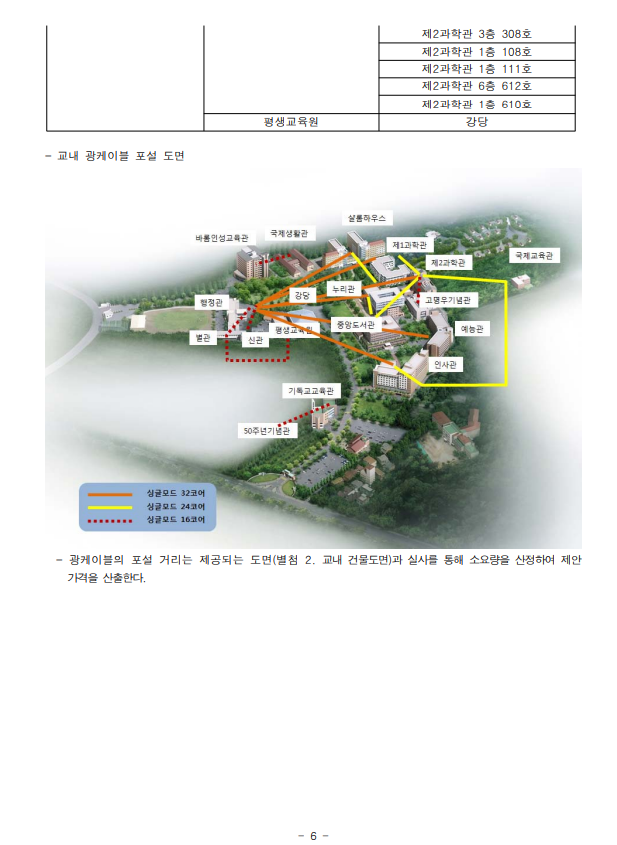 제2과학관 3층 308호
제2과학관 1층 108호
제2과학관 1층 111호
제2과학관 6층 612호
제2과학관 1층 610호
평생교육원 강당
- 교내 광케이블 포설 도면
샬롬하우스
바롬인성교육관
국제생활관
제1과학관
제2과학관
국제교육관
행정관
강당
누리관
고명우기념관
별관
신관
평생교육원
중앙도서관
예능관
인사관
기독교교육관
50주년기념관
싱글모드 32코어
싱글모드 24코어
싱글모드 16코어
- 광케이블의 포설 거리는 제공되는 도면(별첨 2. 교내 건물도면)과 실사를 통해 소요량을 산정하여 제안
가격을 산출한다.
- 6 -